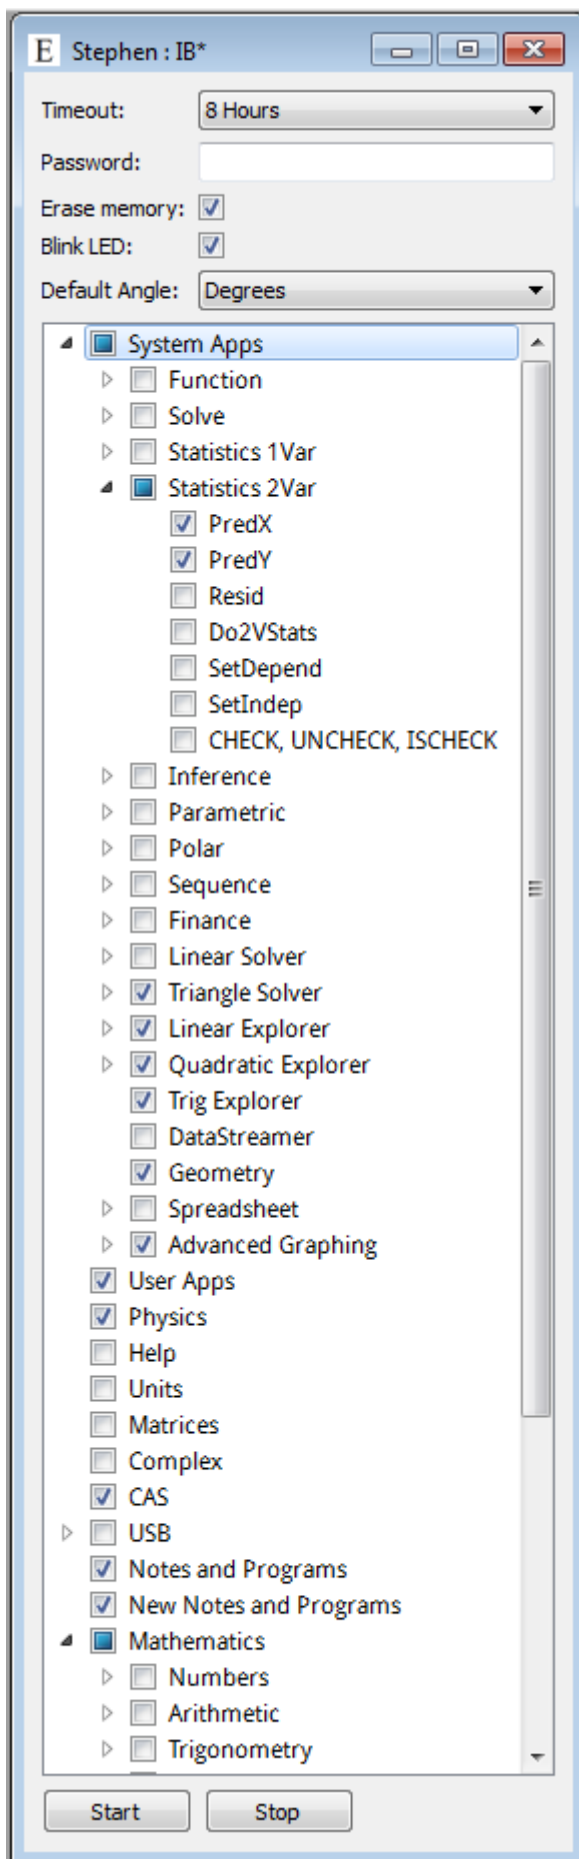 E Stephen : IB*
Timeout: 8 Hours
Password:
Erase memory:
Blink LED:
Default Angle: Degrees
System Apps
Function
Solve
Statistics 1Var
Statistics 2Var
PredX
PredY
Resid
Do2VStats
SetDepend
SetIndep
CHECK, UNCHECK, ISCHECK
Inference
Parametric
Polar
Sequence
Finance
Linear Solver
Triangle Solver
Linear Explorer
Quadratic Explorer
Trig Explorer
DataStreamer
Geometry
Spreadsheet
Advanced Graphing
User Apps
Physics
Help
Units
Matrices
Complex
CAS
USB
Notes and Programs
New Notes and Programs
Mathematics
Numbers
Arithmetic
Trigonometry
Start Stop